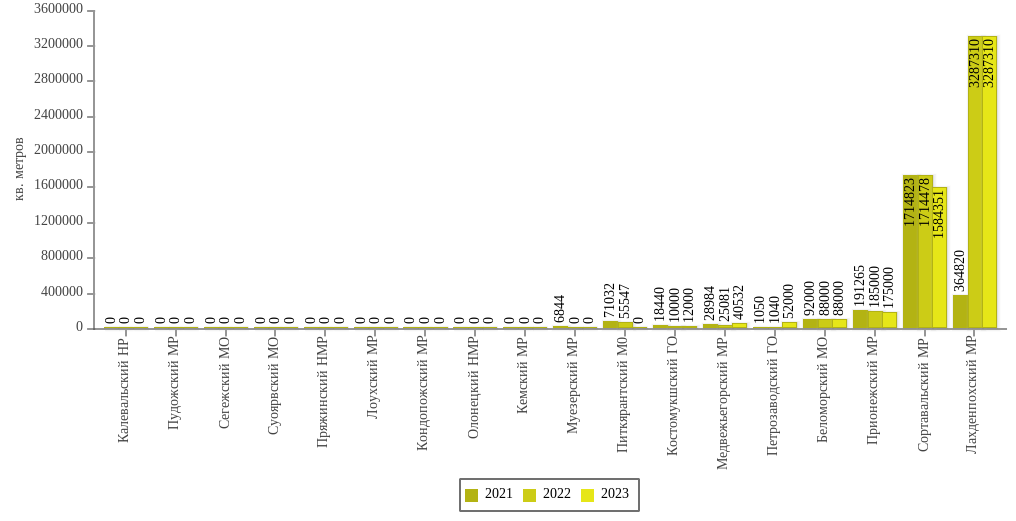 3600000
3200000
2800000
2400000
2000000
1600000
1200000
800000
400000
0
кв. метров
0 0 0
0 0 0
0 0 0
0 0 0
0 0 0
0 0 0
0 0 0
0 0 0
0 0 0
6844 0 0
71032 55547 0
18440 10000 12000
28984 25081 40532
1050 1040 52000
92000 88000 88000
191265 185000 175000
1714823 1714478 1584351
364820 3287310 3287310
Калевальский НР
Пудожский МР
Сегежский МО
Суоярвский МО
Пряжинский НМР
Лоухский МР
Кондопожский МР
Олонецкий НМР
Кемский МР
Муезерский МР
Питкярантский М0
Костомукшский ГО
Медвежьегорский МР
Петрозаводский ГО
Беломорский МО
Прионежский МР
Сортавальский МР
Лахденпохский МР
2021 2022 2023